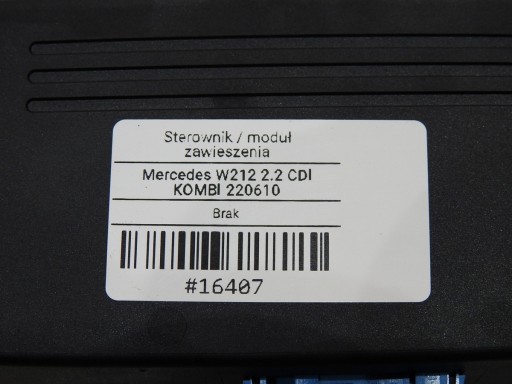 Sterownik / moduł
zawieszenia
Mercedes W212 2.2 CDI
KOMBI 220610
Brak
#16407